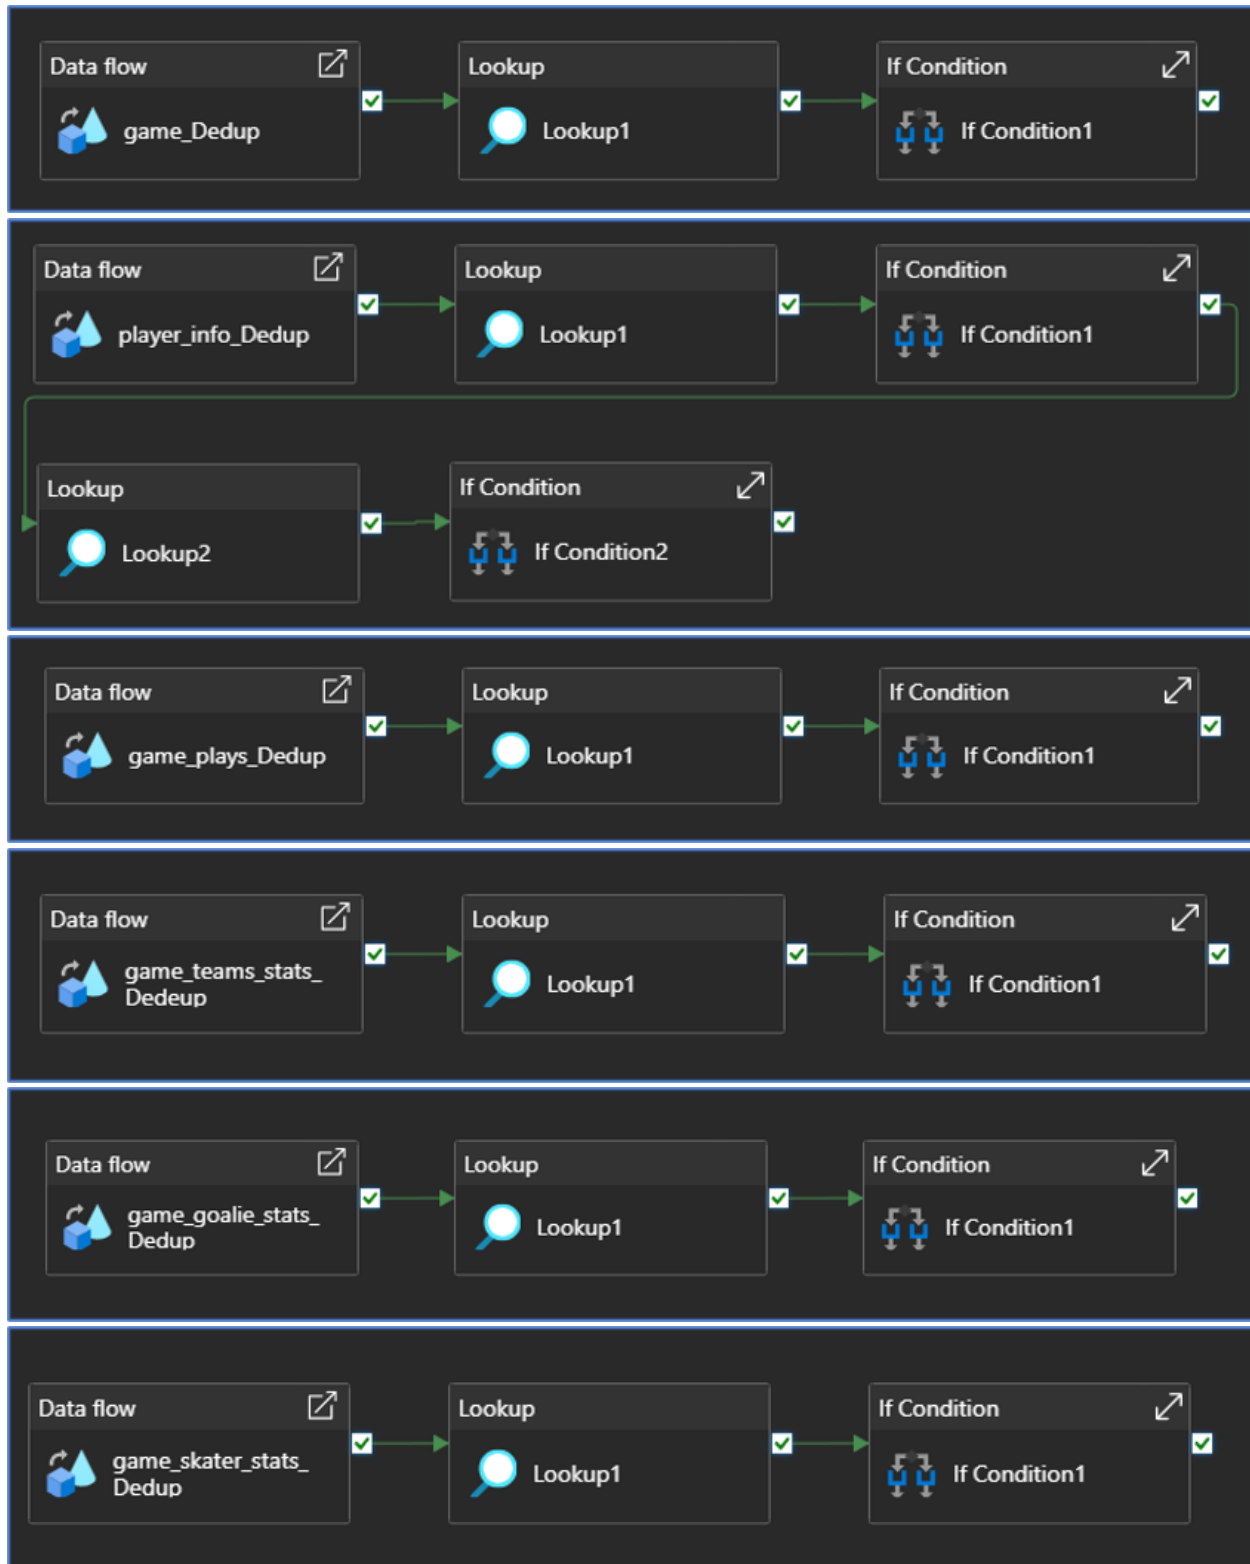 Data flow
Lookup
If Condition
game_Dedup
Lookup1
If Condition1
Data flow
Lookup
If Condition
player_info_Dedup
Lookup1
If Condition1
Lookup
If Condition
Lookup2
If Condition2
Data flow
Lookup
If Condition
game_plays_Dedup
Lookup1
If Condition1
Data flow
Lookup
If Condition
game_teams_stats_
Dedeup
Lookup1
If Condition1
Data flow
Lookup
If Condition
game_goalie_stats_
Dedup
Lookup1
If Condition1
Data flow
Lookup
If Condition
game_skater_stats_
Dedup
Lookup1
If Condition1